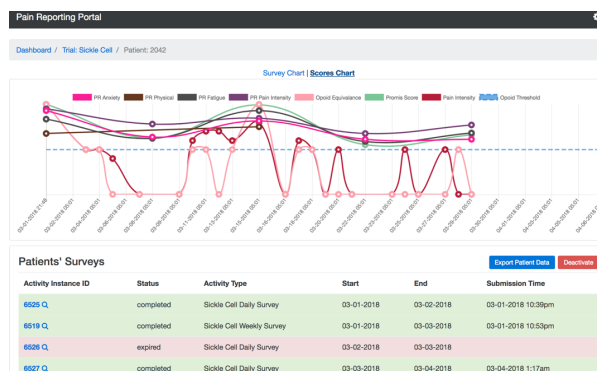 Pain Reporting Portal
Dashboard / Trial: Sickle Cell / Patient: 2042
Survey Chart | Scores Chart
PR Anxiety PR Physical PR Fatigue PR Pain Intensity Opoid Equivalance Promis Score Pain Intensity Opoid Threshold
Patients' Surveys
Export Patient Data Deactivate
Activity Instance ID Status Activity Type Start End Submission Time
6525 completed Sickle Cell Daily Survey 03-01-2018 03-02-2018 03-01-2018 10:39pm
6519 completed Sickle Cell Weekly Survey 03-01-2018 03-03-2018 03-01-2018 10:53pm
6526 expired Sickle Cell Daily Survey 03-02-2018 03-03-2018
6527 completed Sickle Cell Daily Survey 03-03-2018 03-04-2018 03-04-2018 1:17am